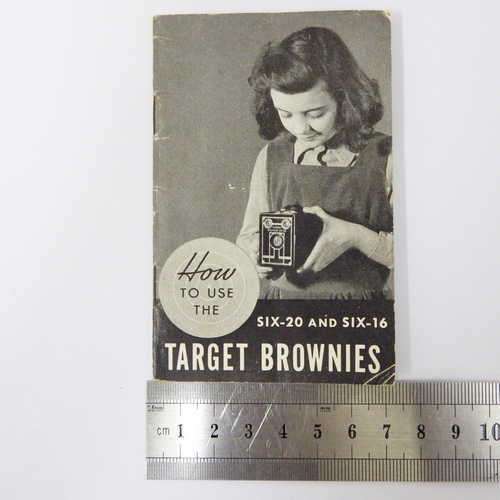 How
TO USE
THE
SIX-20 AND SIX-16
TARGET BROWNIES
cm 1 2 3 4 5 6 7 8 9 10